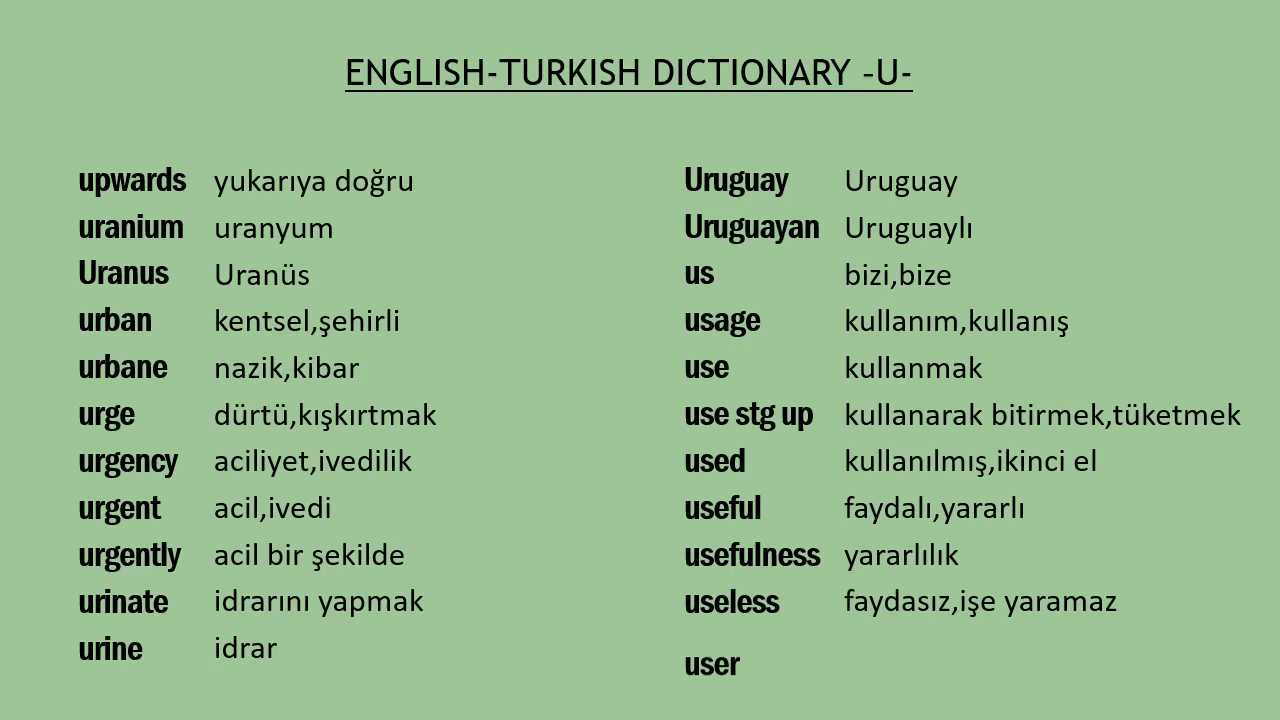 ENGLISH-TURKISH DICTIONARY –U-
upwards yukarıya doğru
uranium uranyum
Uranus Uranüs
urban kentsel,şehirli
urbane nazik,kibar
urge dürtü,kışkırtmak
urgency aciliyet,ivedilik
urgent acil,ivedi
urgently acil bir şekilde
urinate idrarını yapmak
urine idrar
Uruguay Uruguay
Uruguayan Uruguaylı
us bizi,bize
usage kullanım,kullanış
use kullanmak
use stg up kullanarak bitirmek,tüketmek
used kullanılmış,ikinci el
useful faydalı,yararlı
usefulness yararlılık
useless faydasız,işe yaramaz
user